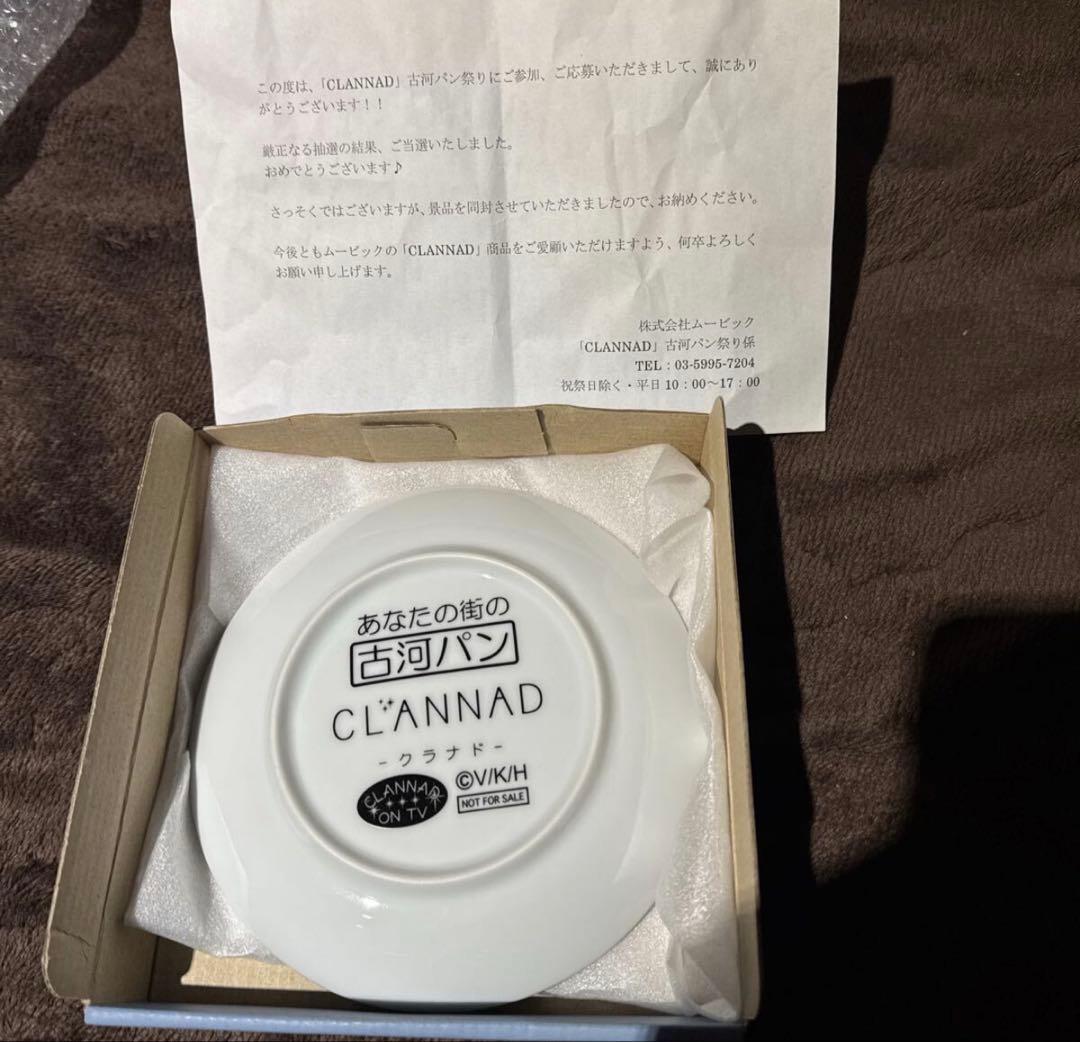 この度は、「CLANNAD」古河パン祭りにご参加、ご応募いただきまして、誠にあり
がとうございます！！
厳正なる抽選の結果、ご当選いたしました。
おめでとうございます♪
さっそくではございますが、景品を同封させていただきましたので、お納めください。
今後ともムービックの「CLANNAD」商品をご愛顧いただけますよう、何卒よろしく
お願い申し上げます。
株式会社ムービック
「CLANNAD」古河パン祭り係
TEL：03-5995-7204
祝祭日除く・平日 10：00～17：00
あなたの街の
古河パン
CLANNAD
-クラナド-
CLANNAD
ON TV
©V/K/H
NOT FOR SALE